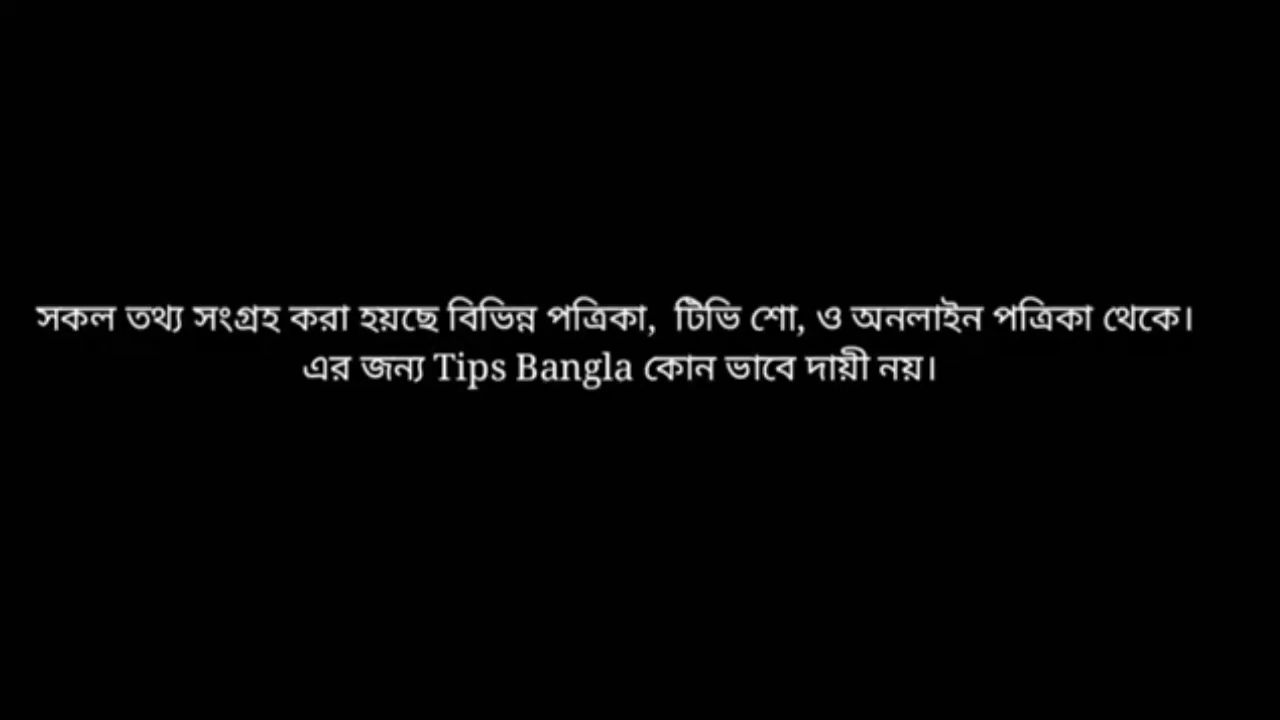 সকল তথ্য সংগ্রহ করা হয়ছে বিভিন্ন পত্রিকা, টিভি শো, ও অনলাইন পত্রিকা থেকে।
এর জন্য Tips Bangla কোন ভাবে দায়ী নয়।